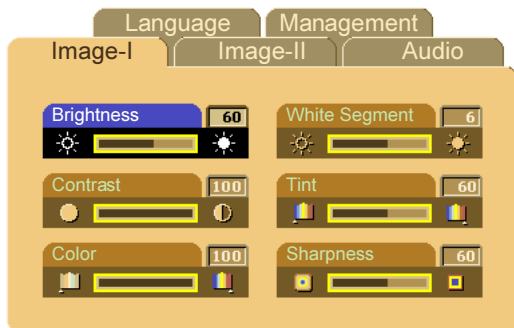 Language Management
Image-I Image-II Audio
Brightness 60 White Segment 6
Contrast 100 Tint 60
Color 100 Sharpness 60